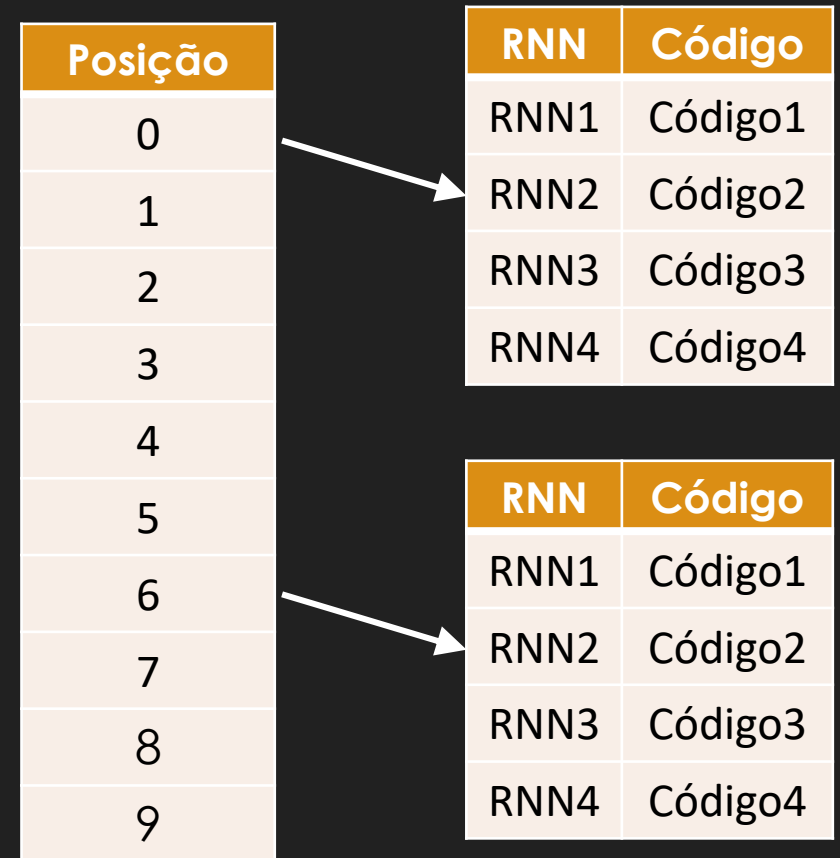 Posição
0
1
2
3
4
5
6
7
8
9
RNN Código
RNN1 Código1
RNN2 Código2
RNN3 Código3
RNN4 Código4
RNN Código
RNN1 Código1
RNN2 Código2
RNN3 Código3
RNN4 Código4